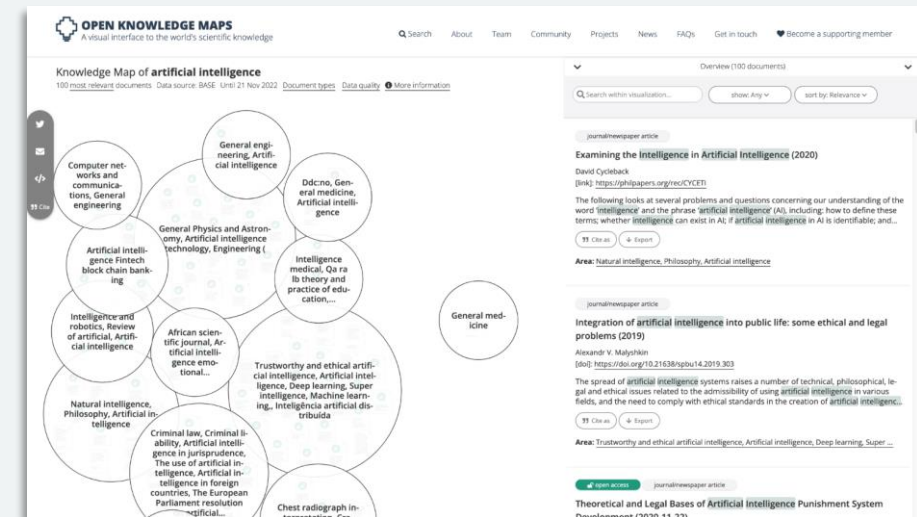 OPEN KNOWLEDGE MAPS
A visual interface to the world's scientific knowledge
Search About Team Community Projects News FAQs Get in touch Become a supporting member
Knowledge Map of artificial intelligence
100 most relevant documents Data source: BASE Until 21 Nov 2022 Document types Data quality More information
Cite
General engi-
neering, Artifi-
cial intelligence
Computer net-
works and
communica-
tions, General
engineering
Ddc:no, Gen-
eral medicine,
Artificial intelli-
gence
General Physics and Astron-
omy, Artificial intelligence
technology, Engineering (
Artificial intelli-
gence Fintech
block chain bank-
ing
Intelligence
medical, Qa ra
lb theory and
practice of edu-
cation,...
General med-
icine
Intelligence and
robotics, Review
of artificial, Artifi-
cial intelligence
African scien-
tific journal, Ar-
tificial intelli-
gence emo-
tional...
Trustworthy and ethical artifi-
cial intelligence, Artificial intel-
ligence, Deep learning, Super
intelligence, Machine learn-
ing,, Inteligência artificial dis-
tribuída
Natural intelligence,
Philosophy, Artificial in-
telligence
Criminal law, Criminal li-
ability, Artificial intelli-
gence in jurisprudence,
The use of artificial in-
telligence, Artificial in-
telligence in foreign
countries, The European
Parliament resolution
Chest radiograph in-
Overview (100 documents)
Search within visualization...
show: Any
sort by: Relevance
journal/newspaper article
Examining the Intelligence in Artificial Intelligence (2020)
David Cycleback
[link]: https://philpapers.org/rec/CYCETI
The following looks at several problems and questions concerning our understanding of the
word 'intelligence' and the phrase 'artificial intelligence' (AI), including: how to define these
terms; whether intelligence can exist in AI; if artificial intelligence in AI is identifiable; and...
Cite as
Export
Area: Natural intelligence, Philosophy, Artificial intelligence
journal/newspaper article
Integration of artificial intelligence into public life: some ethical and legal
problems (2019)
Alexandr V. Malyshkin
[doi]: https://doi.org/10.21638/spbu14.2019.303
The spread of artificial intelligence systems raises a number of technical, philosophical, le-
gal and ethical issues related to the admissibility of using artificial intelligence in various
fields, and the need to comply with ethical standards in the creation of artificial intelligenc...
Cite as
Export
Area: Trustworthy and ethical artificial intelligence, Artificial intelligence, Deep learning, Super ...
open access
journal/newspaper article
Theoretical and Legal Bases of Artificial Intelligence Punishment System
Development (2020-11-22)